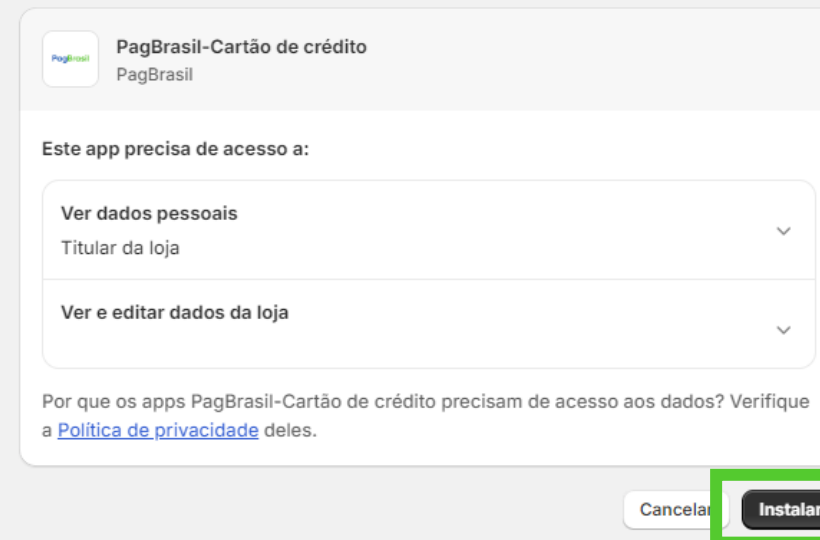 PagBrasil
PagBrasil-Cartão de crédito
PagBrasil
Este app precisa de acesso a:
Ver dados pessoais
Titular da loja
Ver e editar dados da loja
Por que os apps PagBrasil-Cartão de crédito precisam de acesso aos dados? Verifique
a Política de privacidade deles.
Cancelar
Instalar